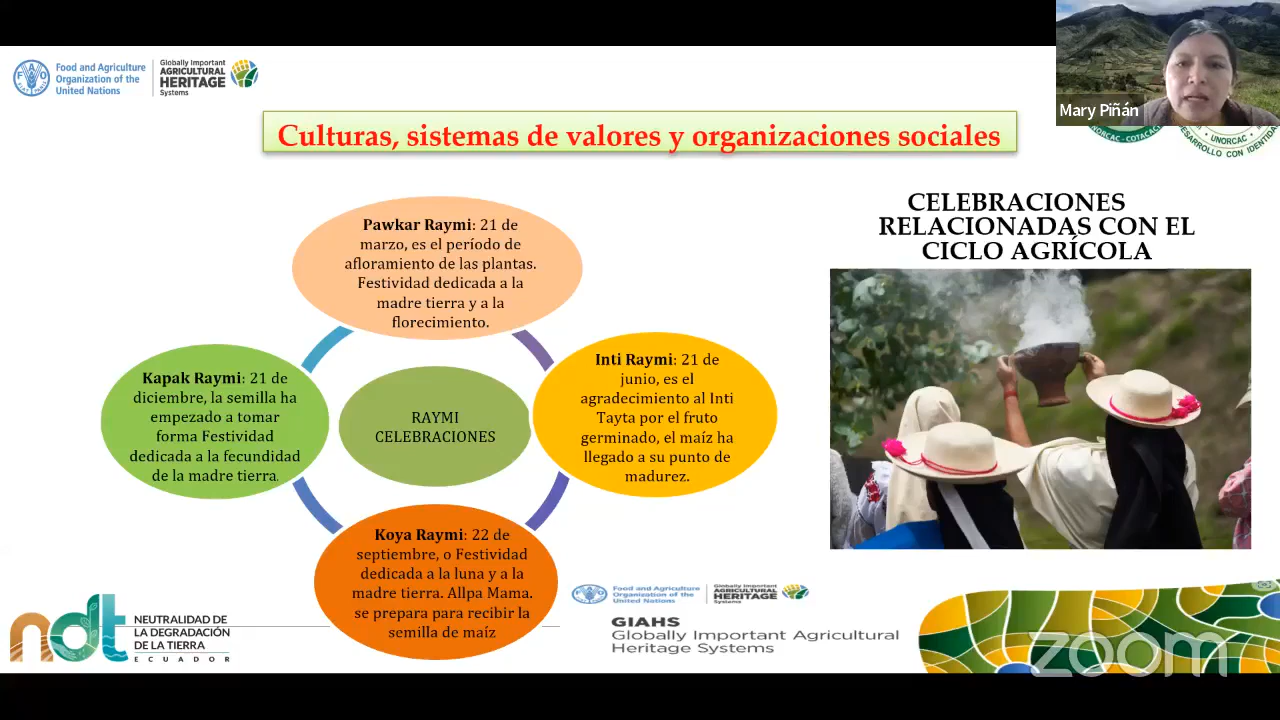 Food and Agriculture
Organization of the
United Nations
Globally Important
AGRICULTURAL
HERITAGE
Systems
Mary Piñán
UNORCAC - COTACAC
UNORCAC
DESARROLLO CON IDENTIDA
Culturas, sistemas de valores y organizaciones sociales
CELEBRACIONES
RELACIONADAS CON EL
CICLO AGRÍCOLA
Pawkar Raymi: 21 de
marzo, es el período de
afloramiento de las plantas.
Festividad dedicada a la
madre tierra y a la
florecimiento.
Inti Raymi: 21 de
junio, es el
agradecimiento al Inti
Tayta por el fruto
germinado, el maíz ha
llegado a su punto de
madurez.
Kapak Raymi: 21 de
diciembre, la semilla ha
empezado a tomar
forma Festividad
dedicada a la fecundidad
de la madre tierra.
RAYMI
CELEBRACIONES
Koya Raymi: 22 de
septiembre, o Festividad
dedicada a la luna y a la
madre tierra. Allpa Mama.
se prepara para recibir la
semilla de maíz
ndt
NEUTRALIDAD DE
LA DEGRADACIÓN
DE LA TIERRA
ECUADOR
Food and Agriculture
Organization of the
United Nations
Globally Important
AGRICULTURAL
HERITAGE
Systems
GIAHS
Globally Important Agricultural
Heritage Systems
zoom